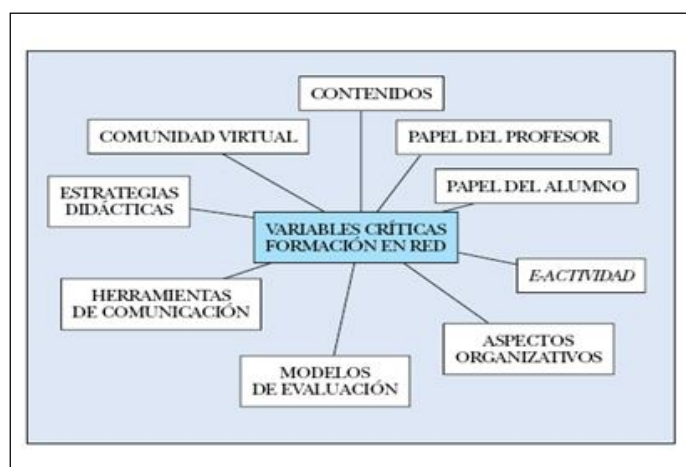 CONTENIDOS
COMUNIDAD VIRTUAL
PAPEL DEL PROFESOR
ESTRATEGIAS
DIDÁCTICAS
PAPEL DEL ALUMNO
VARIABLES CRÍTICAS
FORMACIÓN EN RED
E-ACTIVIDAD
HERRAMIENTAS
DE COMUNICACIÓN
ASPECTOS
ORGANIZATIVOS
MODELOS
DE EVALUACIÓN